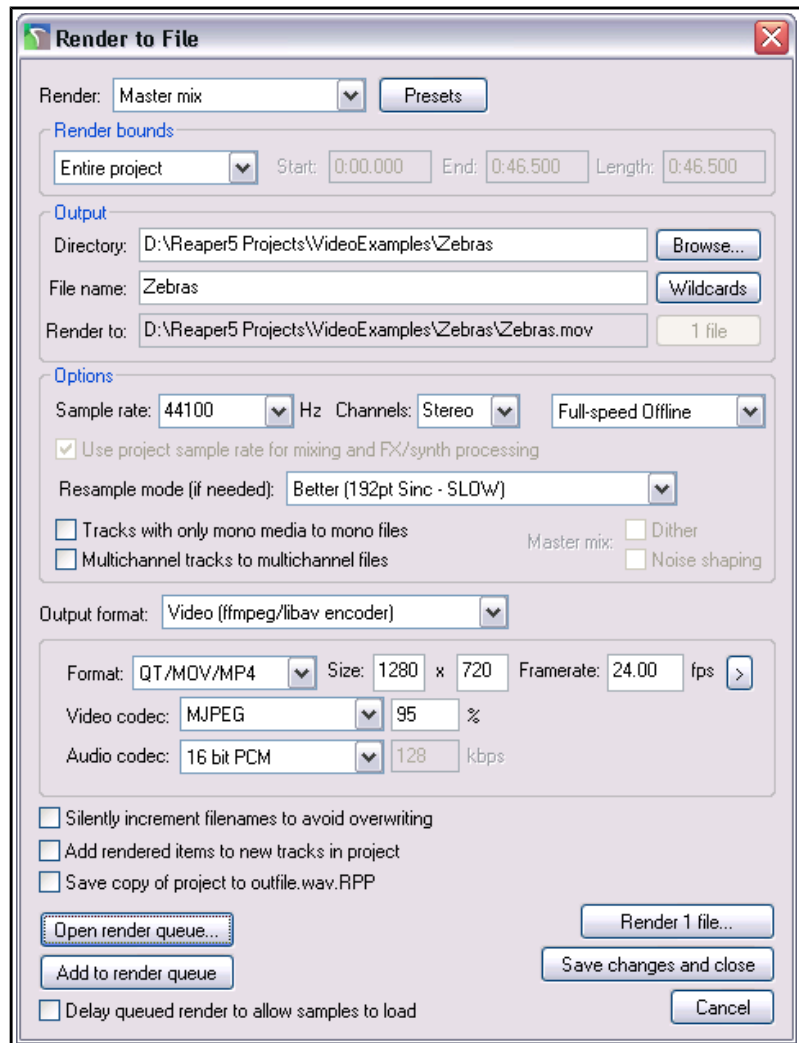 Render to File
Render: Master mix Presets
Render bounds
Entire project Start: 0:00.000 End: 0:46.500 Length: 0:46.500
Output
Directory: D:\Reaper5 Projects\VideoExamples\Zebras Browse...
File name: Zebras Wildcards
Render to: D:\Reaper5 Projects\VideoExamples\Zebras\Zebras.mov 1 file
Options
Sample rate: 44100 Hz Channels: Stereo Full-speed Offline
Use project sample rate for mixing and FX/synth processing
Resample mode (if needed): Better (192pt Sinc - SLOW)
Tracks with only mono media to mono files
Multichannel tracks to multichannel files
Master mix: Dither
Noise shaping
Output format: Video (ffmpeg/libav encoder)
Format: QT/MOV/MP4 Size: 1280 x 720 Framerate: 24.00 fps >
Video codec: MJPEG 95 %
Audio codec: 16 bit PCM 128 kbps
Silently increment filenames to avoid overwriting
Add rendered items to new tracks in project
Save copy of project to outfile.wav.RPP
Open render queue... Render 1 file...
Add to render queue Save changes and close
Delay queued render to allow samples to load Cancel